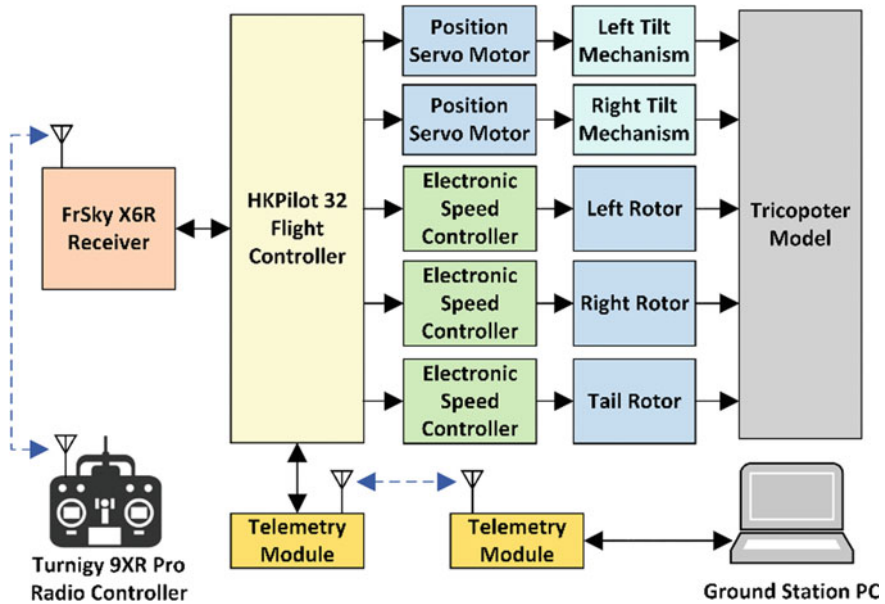 Position
Servo Motor
Left Tilt
Mechanism
Position
Servo Motor
Right Tilt
Mechanism
FrSky X6R
Receiver
HKPilot 32
Flight
Controller
Electronic
Speed
Controller
Left Rotor
Tricopoter
Model
Electronic
Speed
Controller
Right Rotor
Electronic
Speed
Controller
Tail Rotor
Telemetry
Module
Telemetry
Module
Turnigy 9XR Pro
Radio Controller
Ground Station PC